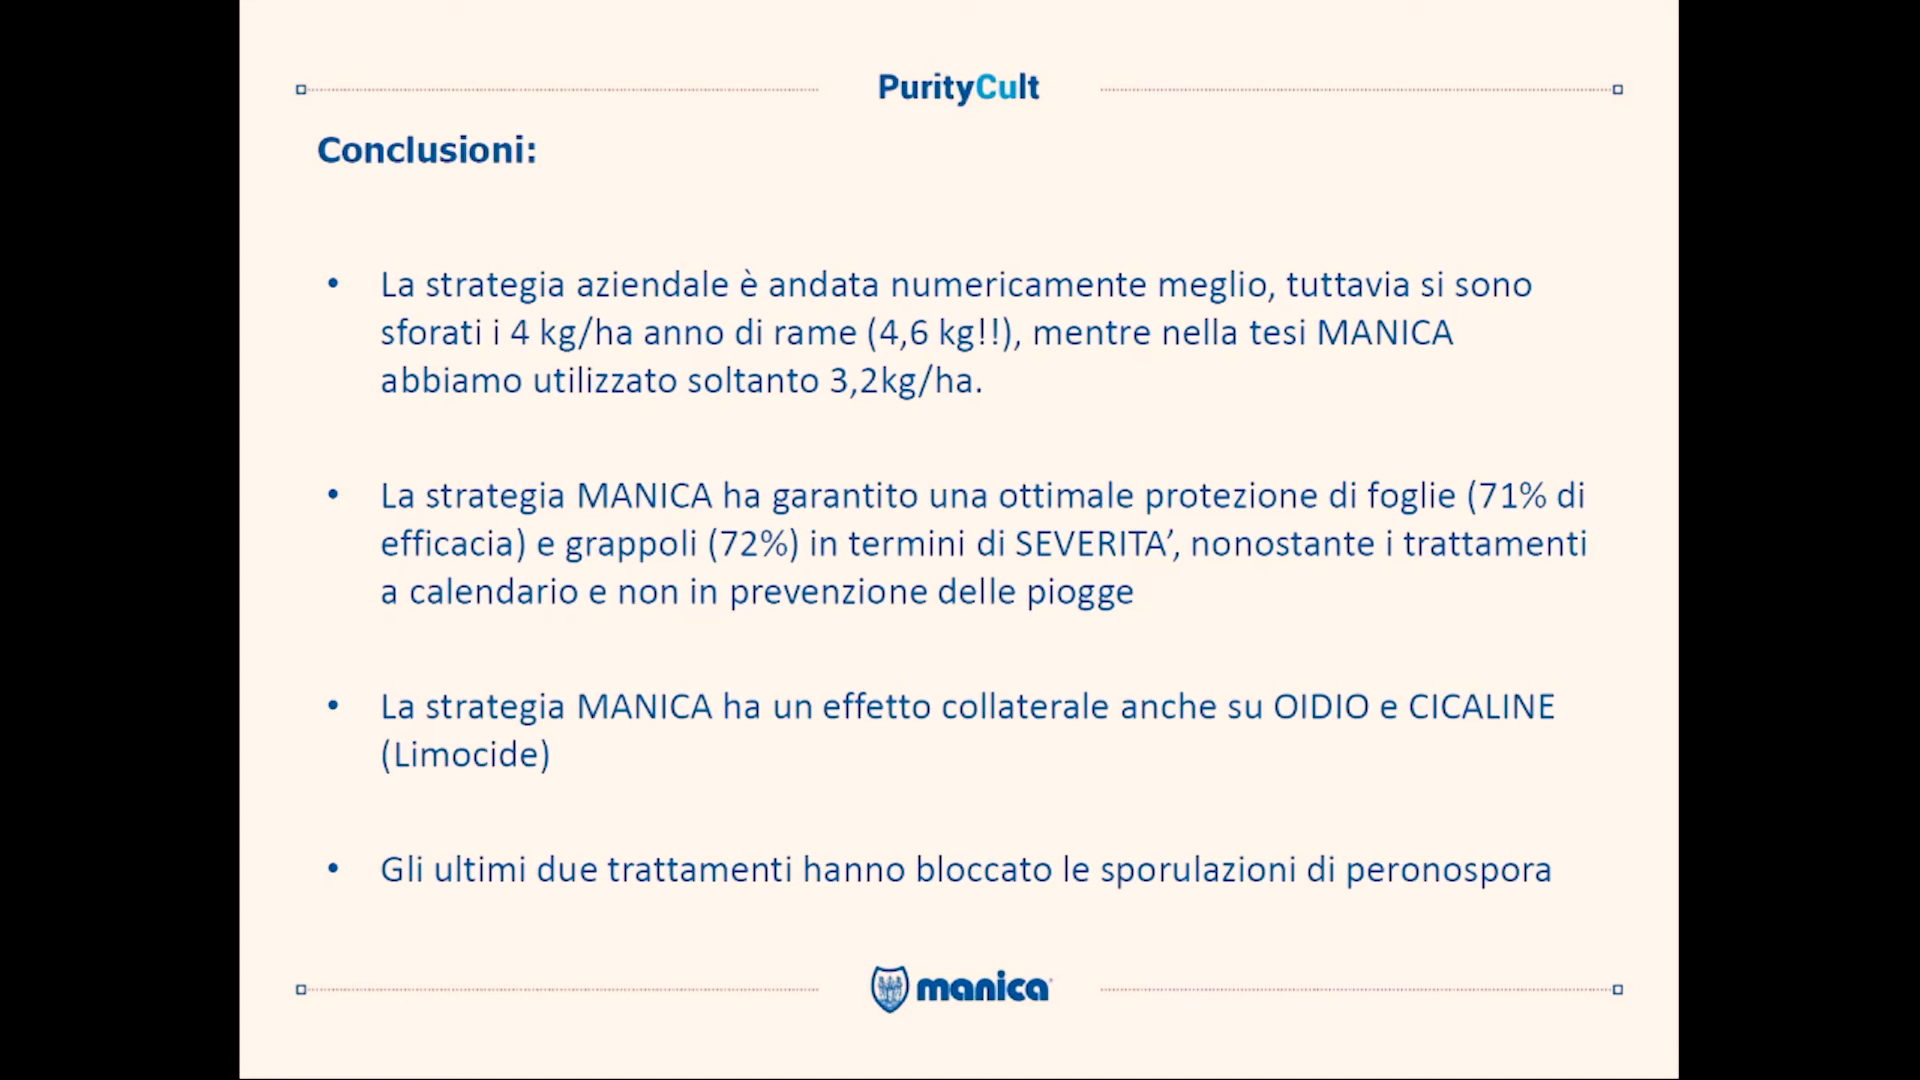 PurityCult
Conclusioni:
• La strategia aziendale è andata numericamente meglio, tuttavia si sono
sforati i 4 kg/ha anno di rame (4,6 kg!!), mentre nella tesi MANICA
abbiamo utilizzato soltanto 3,2kg/ha.
• La strategia MANICA ha garantito una ottimale protezione di foglie (71% di
efficacia) e grappoli (72%) in termini di SEVERITA’, nonostante i trattamenti
a calendario e non in prevenzione delle piogge
• La strategia MANICA ha un effetto collaterale anche su OIDIO e CICALINE
(Limocide)
• Gli ultimi due trattamenti hanno bloccato le sporulazioni di peronospora
manica